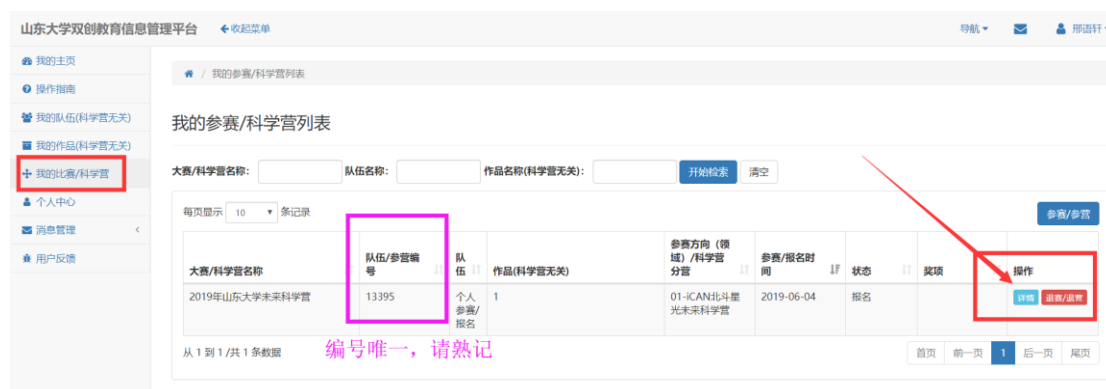 山东大学双创教育信息管理平台 收起菜单 导航 邢语轩
我的主页
/ 我的参赛/科学营列表
操作指南
我的队伍(科学营无关)
我的参赛/科学营列表
我的作品(科学营无关)
我的比赛/科学营
大赛/科学营名称: 队伍名称: 作品名称(科学营无关): 开始检索 清空
个人中心
消息管理
每页显示 10 条记录 参赛/参营
用户反馈
大赛/科学营名称 队伍/参营编号 队伍 作品(科学营无关) 参赛方向（领域）/科学营分营 参赛/报名时间 状态 奖项 操作
2019年山东大学未来科学营 13395 个人参赛/报名 1 01-iCAN北斗星光未来科学营 2019-06-04 报名 详情 退赛/退营
从 1 到 1 /共 1 条数据
编号唯一，请熟记
首页 前一页 1 后一页 尾页